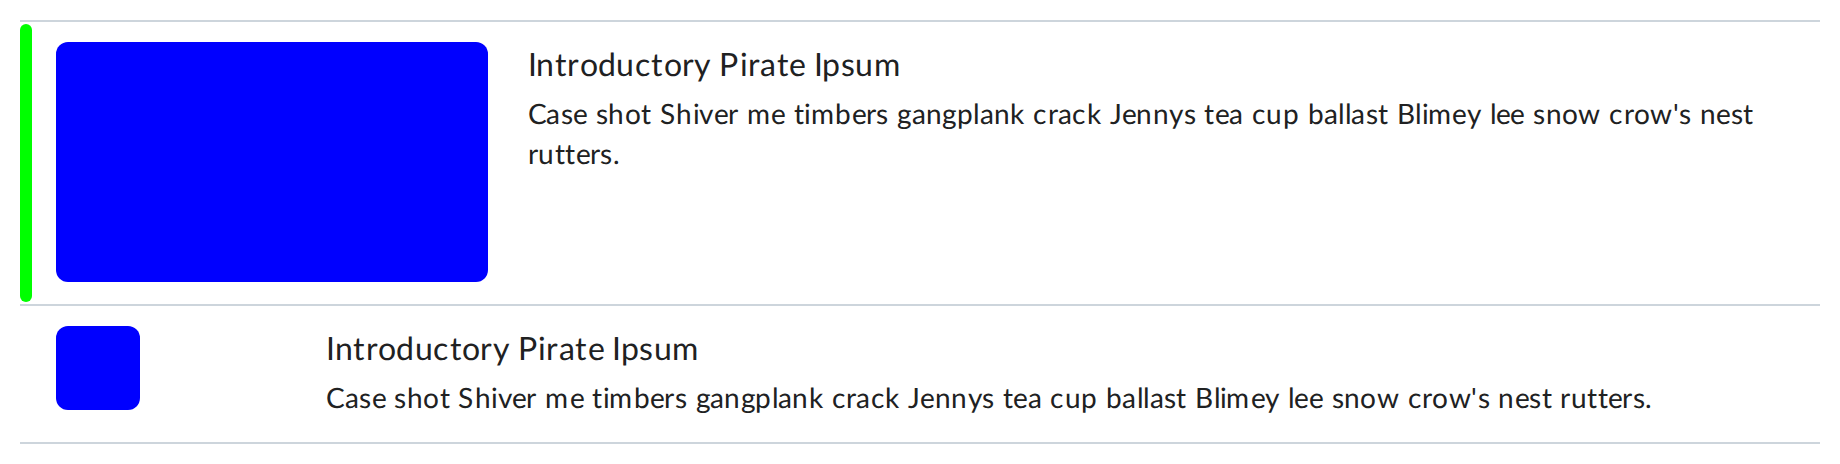 Introductory Pirate Ipsum
Case shot Shiver me timbers gangplank crack Jennys tea cup ballast Blimey lee snow crow's nest
rutters.
Introductory Pirate Ipsum
Case shot Shiver me timbers gangplank crack Jennys tea cup ballast Blimey lee snow crow's nest rutters.